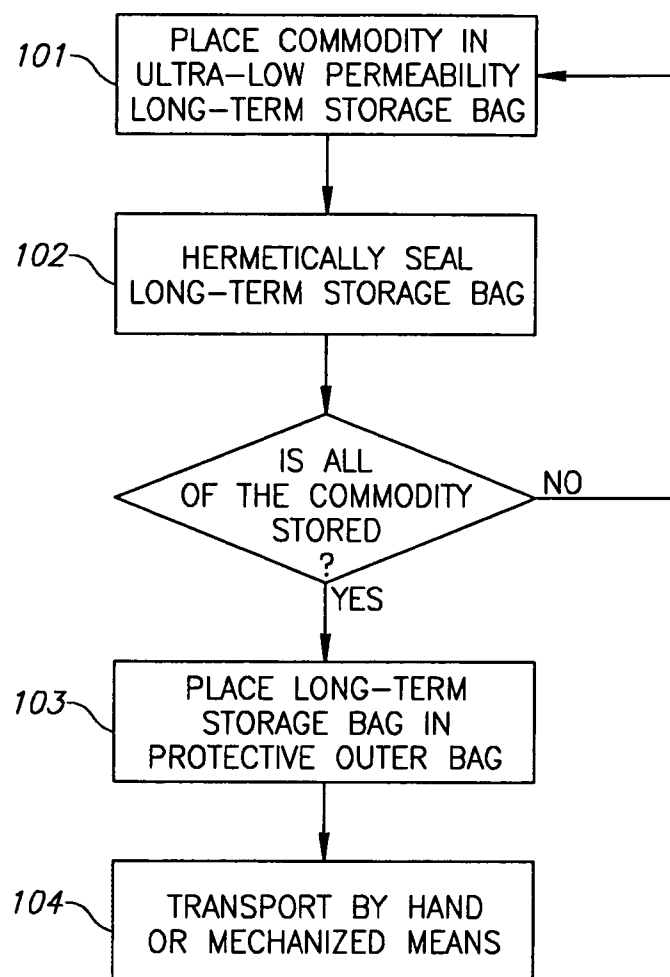 101
PLACE COMMODITY IN
ULTRA-LOW PERMEABILITY
LONG-TERM STORAGE BAG
102
HERMETICALLY SEAL
LONG-TERM STORAGE BAG
IS ALL
OF THE COMMODITY
STORED
?
NO
YES
103
PLACE LONG-TERM
STORAGE BAG IN
PROTECTIVE OUTER BAG
104
TRANSPORT BY HAND
OR MECHANIZED MEANS